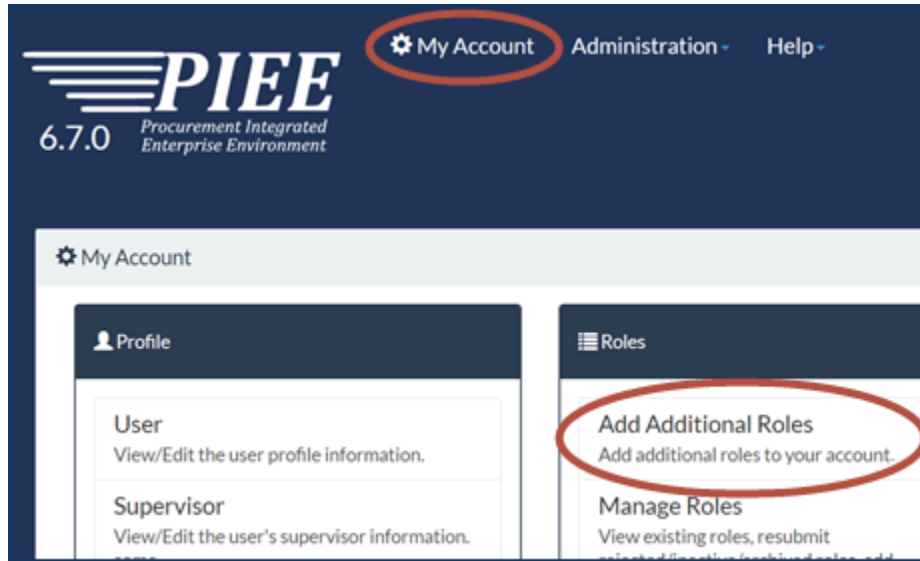 My Account Administration Help
PIEE
6.7.0 Procurement Integrated
Enterprise Environment
My Account
Profile
User
View/Edit the user profile information.
Supervisor
View/Edit the user's supervisor information.
Roles
Add Additional Roles
Add additional roles to your account.
Manage Roles
View existing roles, resubmit